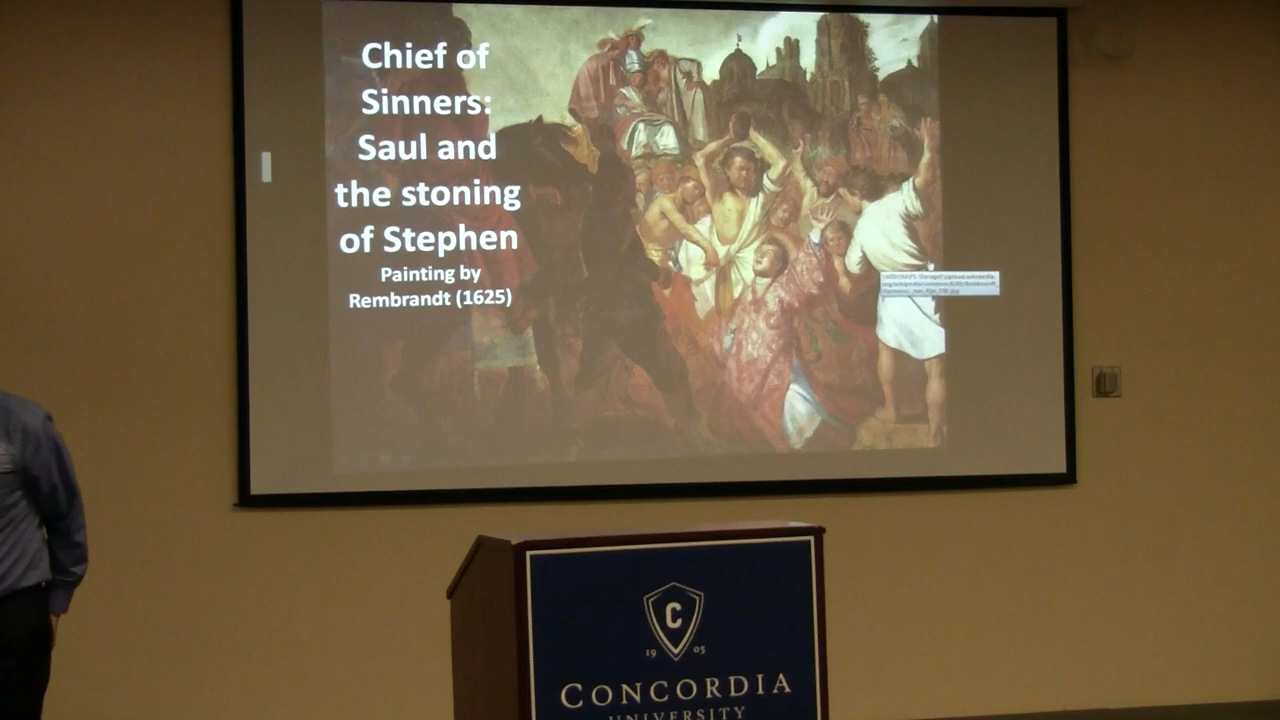 Chief of
Sinners:
Saul and
the stoning
of Stephen
Painting by
Rembrandt (1625)
C
19 05
CONCORDIA
UNIVERSITY